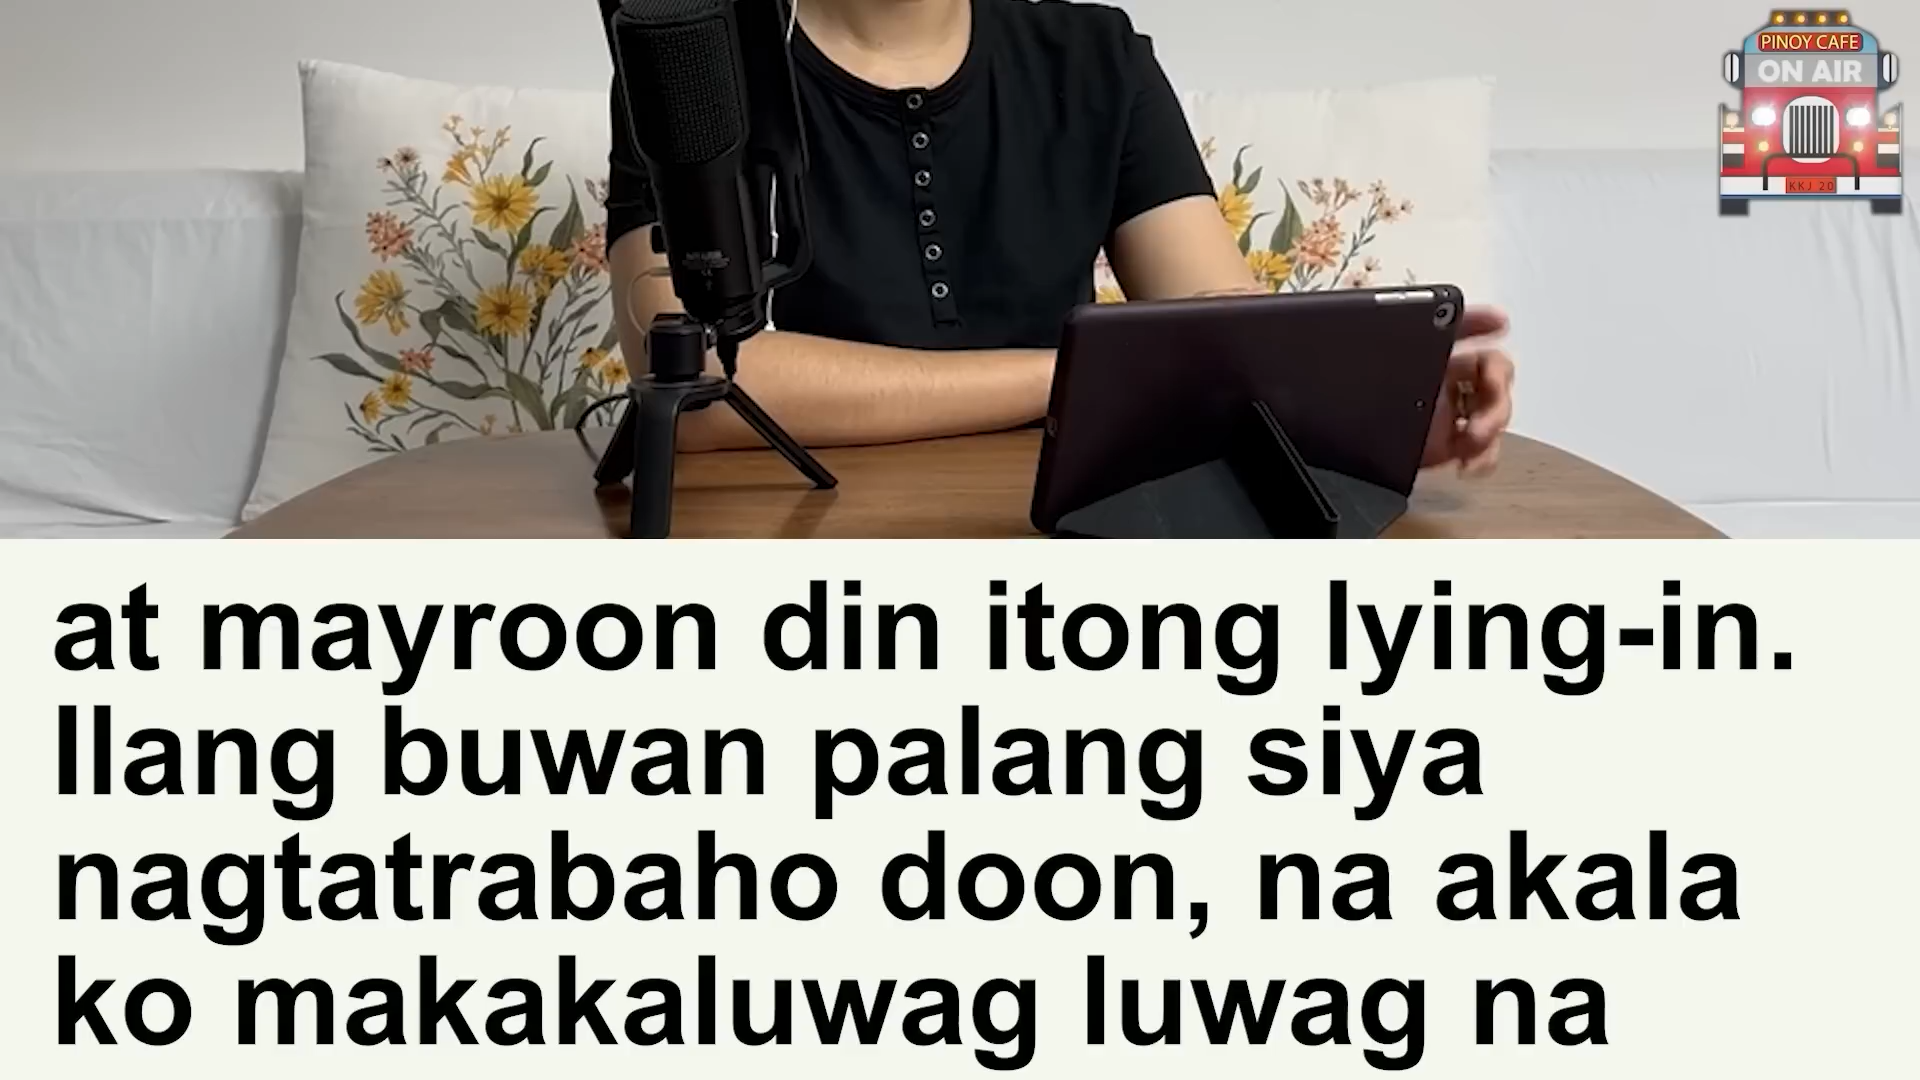 PINOY CAFE
ON AIR
KKJ 20
at mayroon din itong lying-in.
Ilang buwan palang siya
nagtatrabaho doon, na akala
ko makakaluwag luwag na